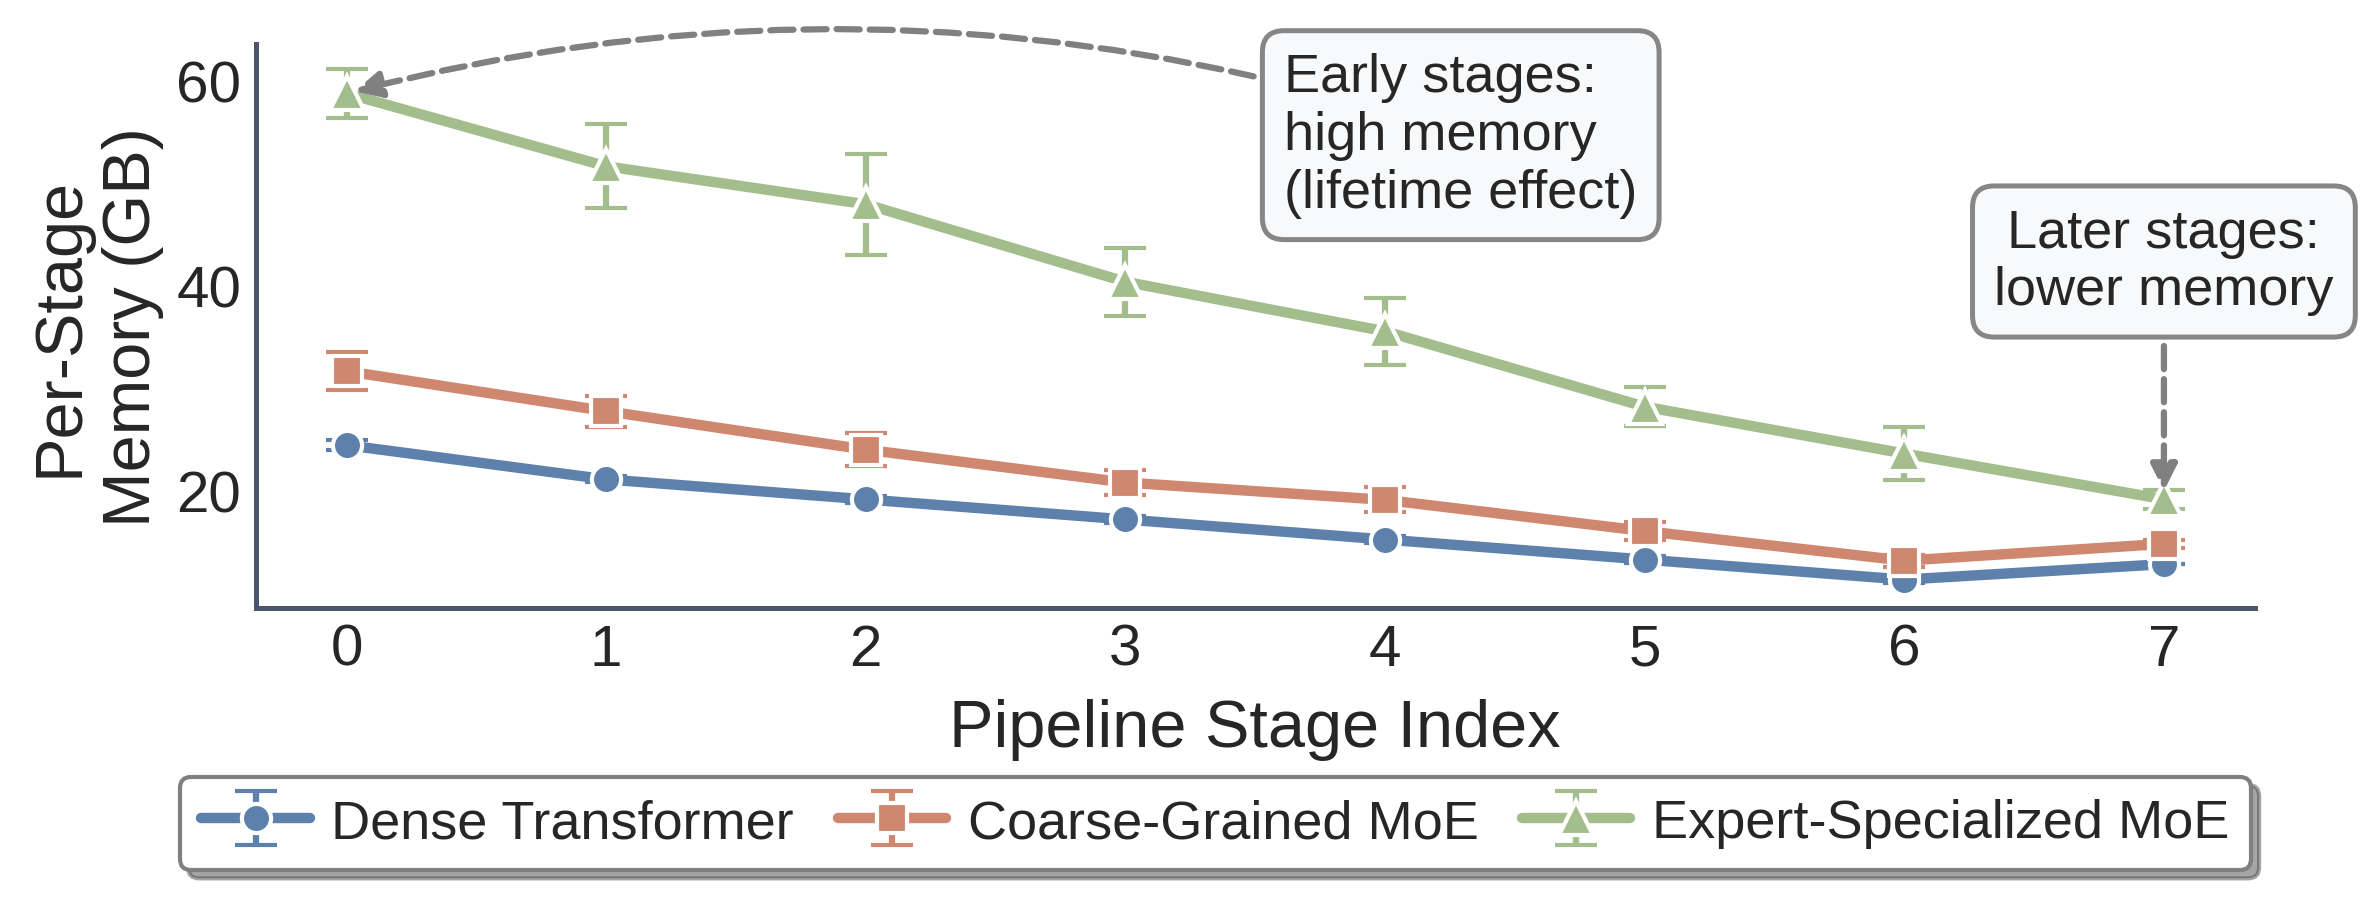 Per-Stage
Memory (GB)
60
40
20
Early stages:
high memory
(lifetime effect)
Later stages:
lower memory
0 1 2 3 4 5 6 7
Pipeline Stage Index
Dense Transformer Coarse-Grained MoE Expert-Specialized MoE